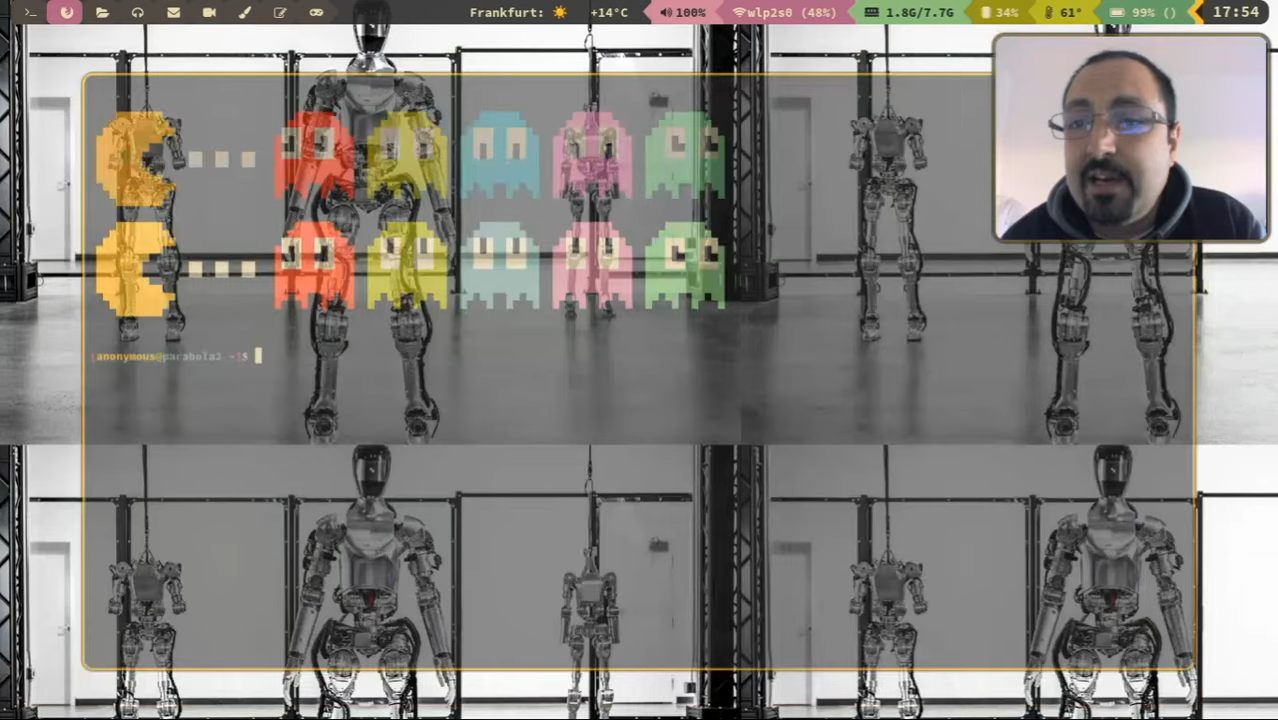 Frankfurt: +14°C 100% wlp2s0 (48%) 1.8G/7.7G 34% 61° 99% () 17:54
[anonymous@parabola2 ~]$